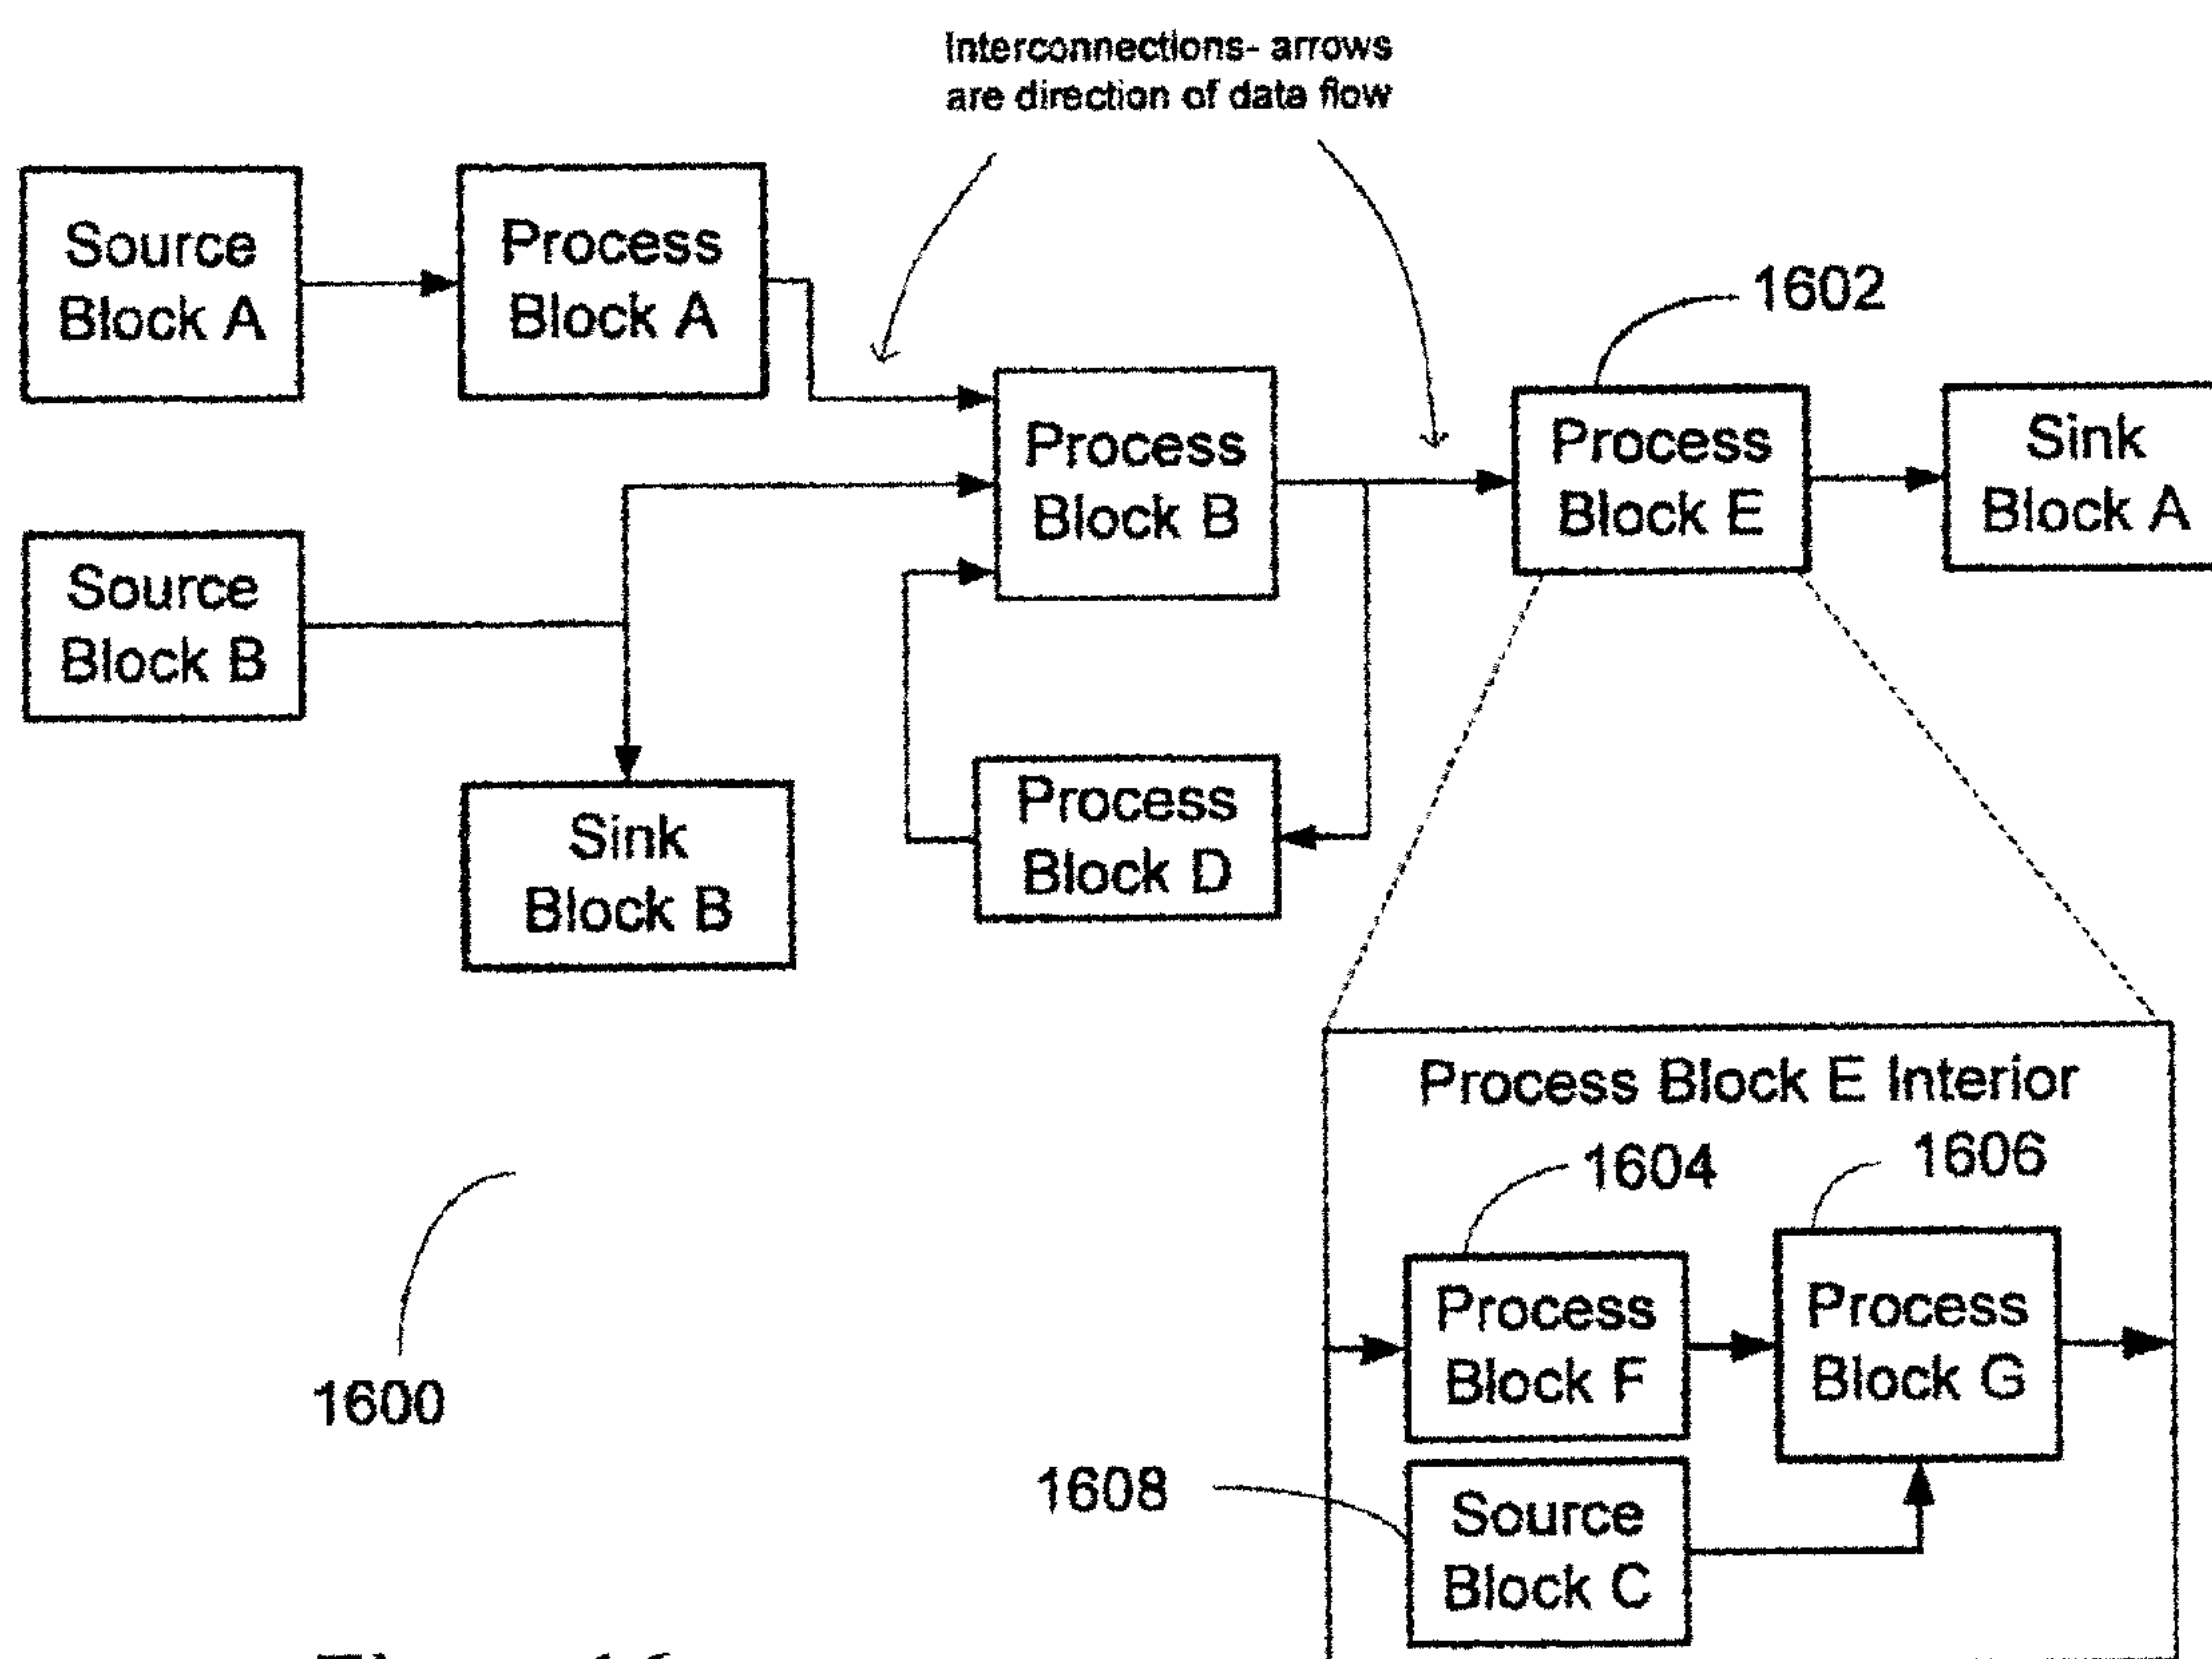 Interconnections- arrows
are direction of data flow
Source
Block A
Process
Block A
1602
Process
Block B
Process
Block E
Sink
Block A
Source
Block B
Process
Block D
Sink
Block B
Process Block E Interior
1604
1606
Process
Block F
Process
Block G
1600
1608
Source
Block C